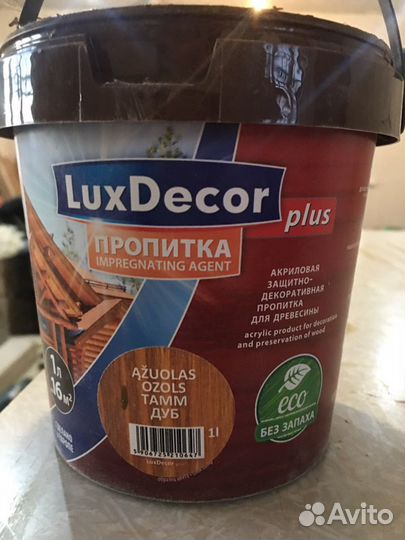 LuxDecor
plus
ПРОПИТКА
IMPREGNATING AGENT
АКРИЛОВАЯ
ЗАЩИТНО-
ДЕКОРАТИВНАЯ
ПРОПИТКА
ДЛЯ ДРЕВЕСИНЫ
acrylic product for decoration
and preservation of wood
1л
16 м²
ĄŽUOLAS
OZOLS
TAMM
ДУБ
1l
5906725210647
LuxDecor
eco
БЕЗ ЗАПАХА
Avito